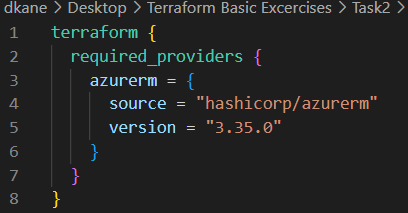 dkane > Desktop > Terraform Basic Excercises > Task2 >
1 terraform {
2   required_providers {
3     azurerm = {
4       source = "hashicorp/azurerm"
5       version = "3.35.0"
6     }
7   }
8 }